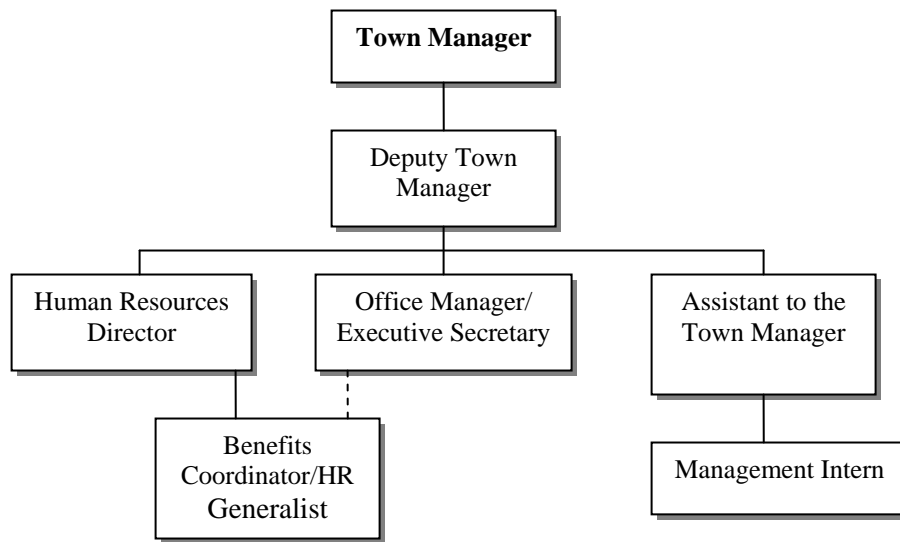 Town Manager
Deputy Town
Manager
Human Resources
Director
Office Manager/
Executive Secretary
Assistant to the
Town Manager
Benefits
Coordinator/HR
Generalist
Management Intern